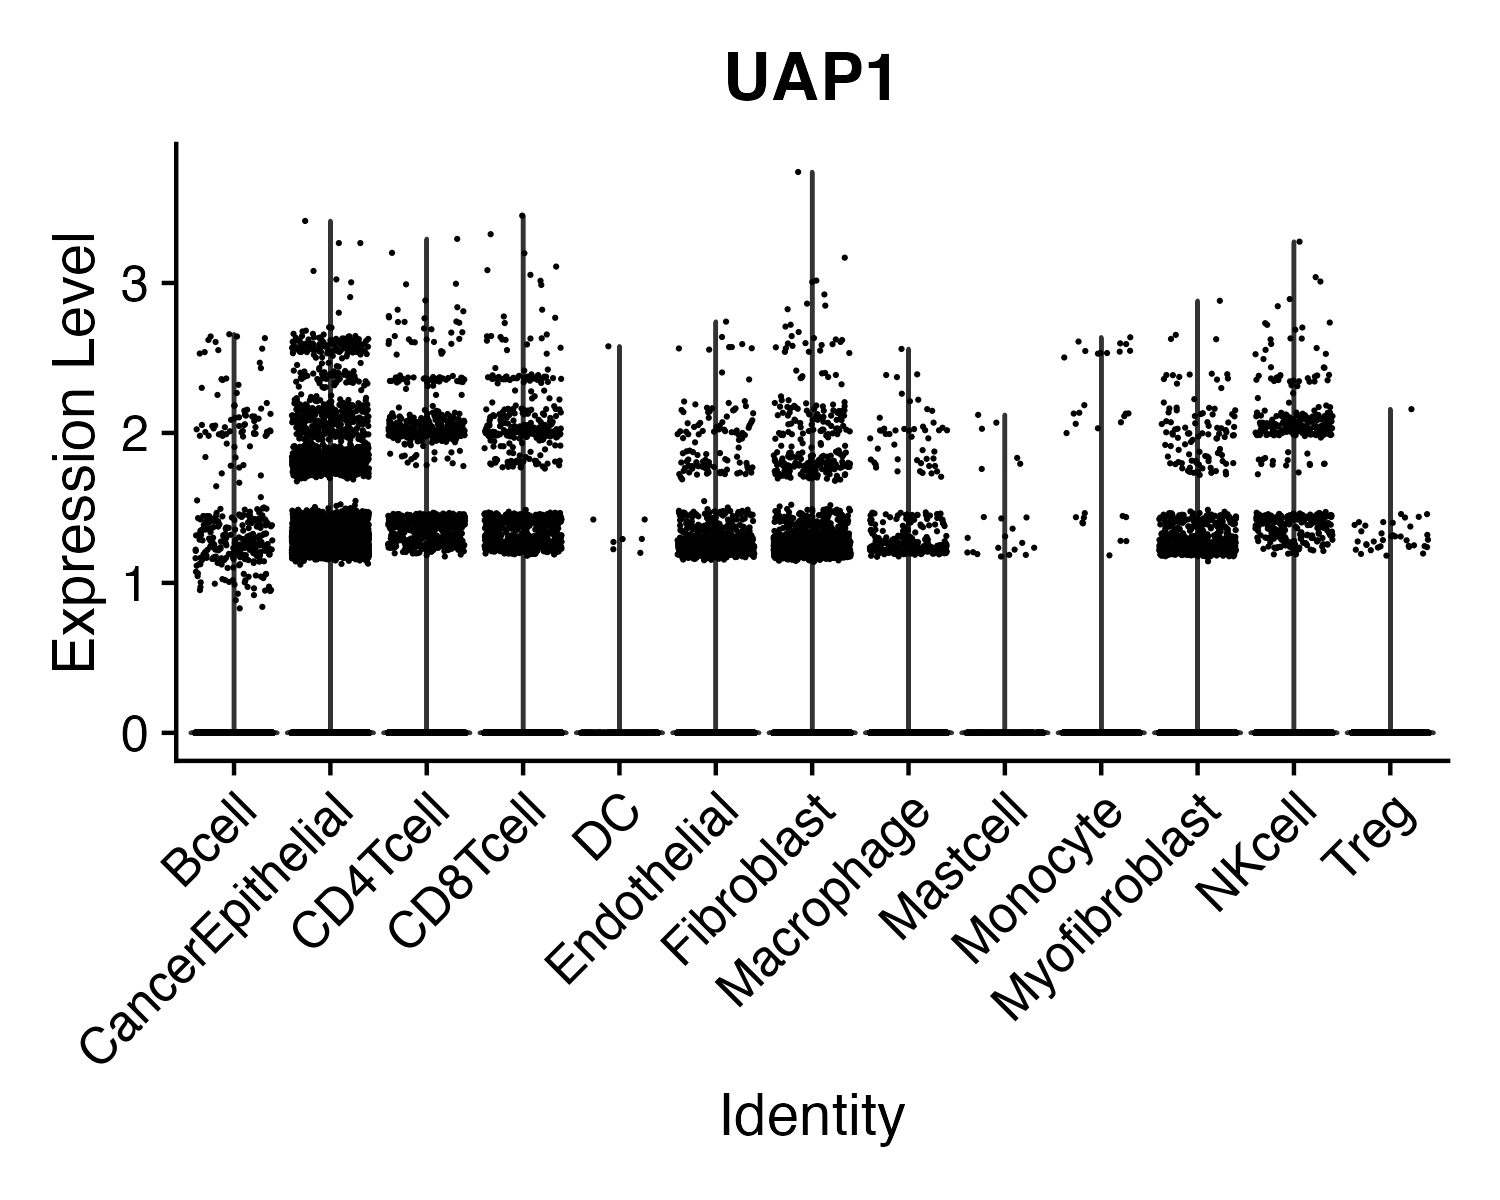 UAP1
Expression Level
3
2
1
0
Bcell
CancerEpithelial
CD4Tcell
CD8Tcell
DC
Endothelial
Fibroblast
Macrophage
Mastcell
Monocyte
Myofibroblast
NKcell
Treg
Identity